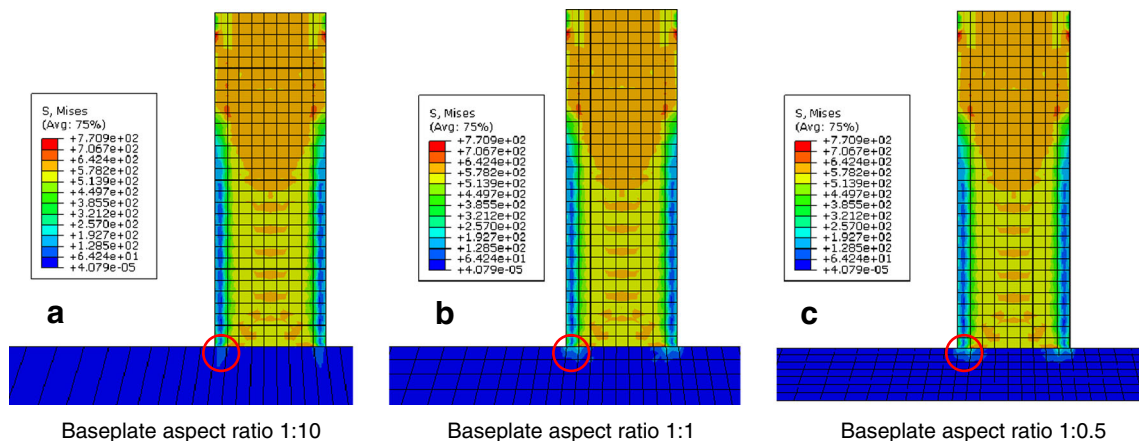 S, Mises
(Avg: 75%)
+7.709e+02
+7.067e+02
+6.424e+02
+5.782e+02
+5.139e+02
+4.497e+02
+3.855e+02
+3.212e+02
+2.570e+02
+1.927e+02
+1.285e+02
+6.424e+01
+4.079e-05
a
Baseplate aspect ratio 1:10
S, Mises
(Avg: 75%)
+7.709e+02
+7.067e+02
+6.424e+02
+5.782e+02
+5.139e+02
+4.497e+02
+3.855e+02
+3.212e+02
+2.570e+02
+1.927e+02
+1.285e+02
+6.424e+01
+4.079e-05
b
Baseplate aspect ratio 1:1
S, Mises
(Avg: 75%)
+7.709e+02
+7.067e+02
+6.424e+02
+5.782e+02
+5.139e+02
+4.497e+02
+3.855e+02
+3.212e+02
+2.570e+02
+1.927e+02
+1.285e+02
+6.424e+01
+4.079e-05
c
Baseplate aspect ratio 1:0.5